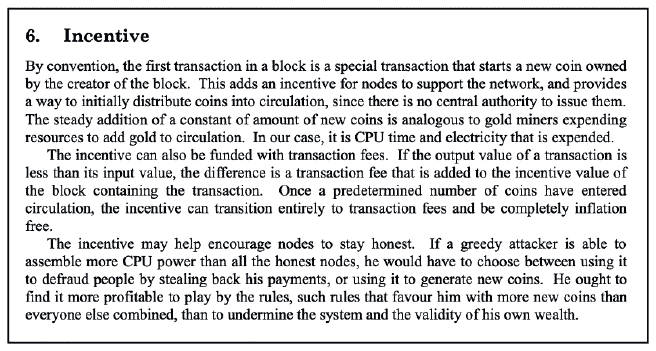 6. Incentive
By convention, the first transaction in a block is a special transaction that starts a new coin owned
by the creator of the block. This adds an incentive for nodes to support the network, and provides
a way to initially distribute coins into circulation, since there is no central authority to issue them.
The steady addition of a constant of amount of new coins is analogous to gold miners expending
resources to add gold to circulation. In our case, it is CPU time and electricity that is expended.
The incentive can also be funded with transaction fees. If the output value of a transaction is
less than its input value, the difference is a transaction fee that is added to the incentive value of
the block containing the transaction. Once a predetermined number of coins have entered
circulation, the incentive can transition entirely to transaction fees and be completely inflation
free.
The incentive may help encourage nodes to stay honest. If a greedy attacker is able to
assemble more CPU power than all the honest nodes, he would have to choose between using it
to defraud people by stealing back his payments, or using it to generate new coins. He ought to
find it more profitable to play by the rules, such rules that favour him with more new coins than
everyone else combined, than to undermine the system and the validity of his own wealth.